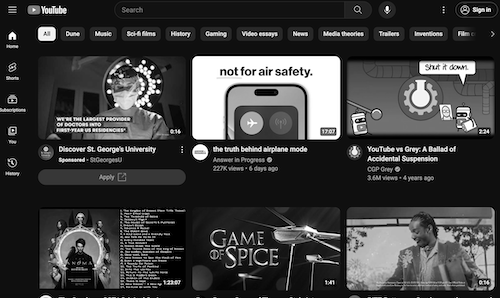 YouTube
Search
Sign in
All
Dune
Music
Sci-fi films
History
Gaming
Video essays
News
Media theories
Trailers
Inventions
Film
Home
Shorts
Subscriptions
You
History
WE'RE THE LARGEST PROVIDER
OF DOCTORS INTO
FIRST-YEAR US RESIDENCIES*
0:16
Discover St. George's University
Sponsored · StGeorgesU
Apply
not for air safety.
17:07
the truth behind airplane mode
Answer in Progress
227K views • 6 days ago
Shut it down.
2:24
YouTube vs Grey: A Ballad of
Accidental Suspension
CGP Grey
3.6M views • 4 years ago
1:23:07
GAME
OF SPICE
1:41
0:16